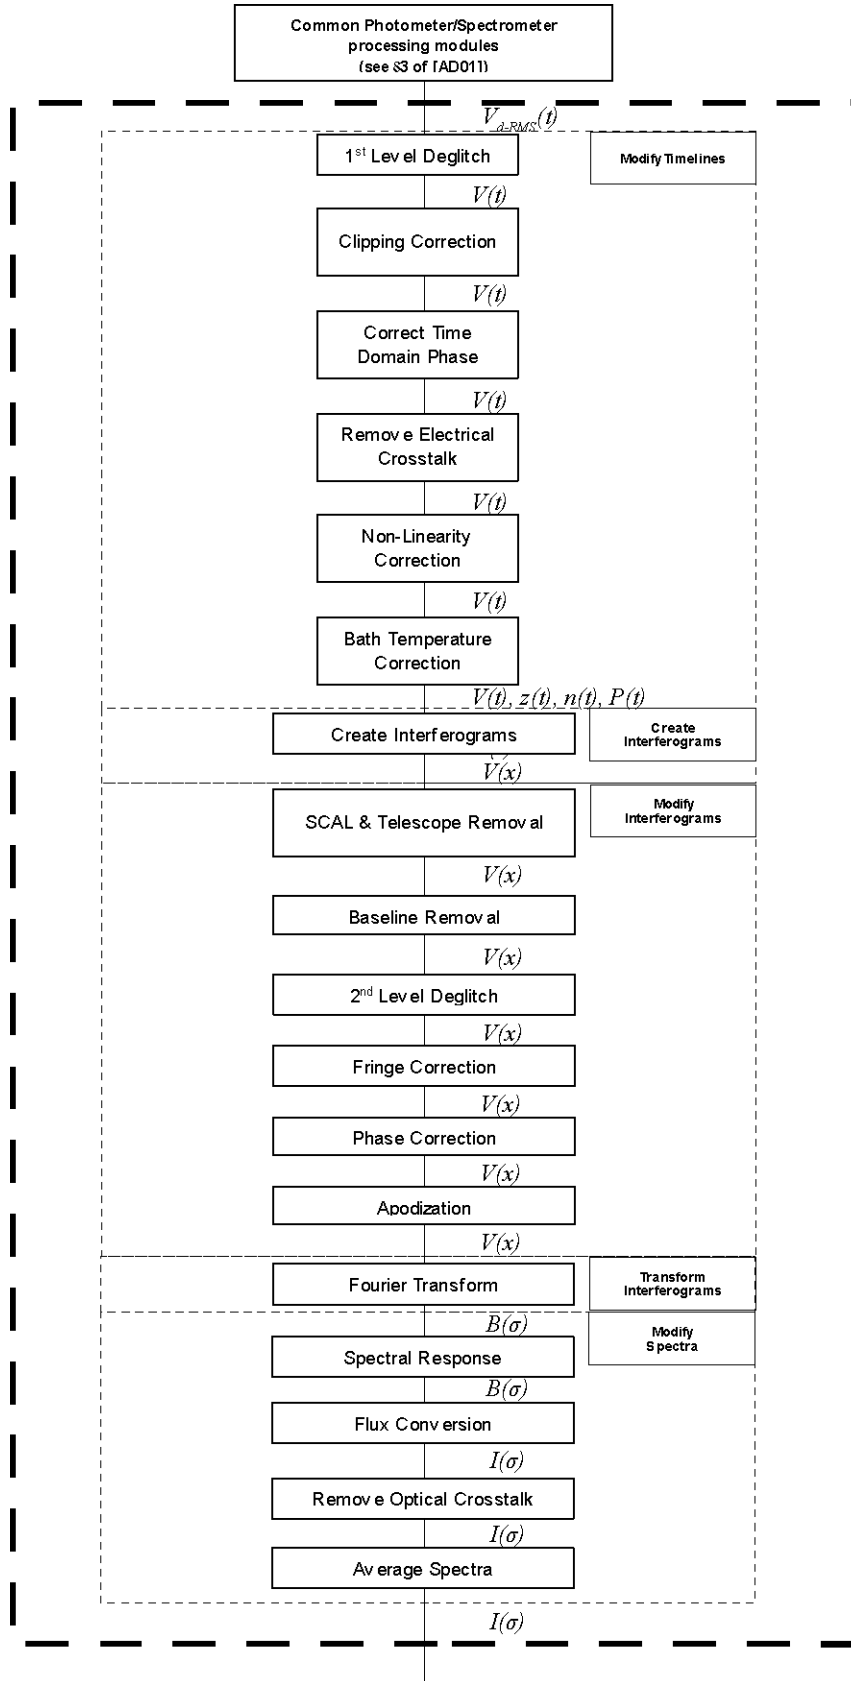 Common Photometer/Spectrometer
processing modules
(see §3 of [AD01])
V_d-RMS(t)
1st Level Deglitch
Modify Timelines
V(t)
Clipping Correction
V(t)
Correct Time
Domain Phase
V(t)
Remove Electrical
Crosstalk
V(t)
Non-Linearity
Correction
V(t)
Bath Temperature
Correction
V(t), z(t), n(t), P(t)
Create Interferograms
Create
Interferograms
V(x)
SCAL & Telescope Removal
Modify
Interferograms
V(x)
Baseline Removal
V(x)
2nd Level Deglitch
V(x)
Fringe Correction
V(x)
Phase Correction
V(x)
Apodization
V(x)
Fourier Transform
Transform
Interferograms
B(σ)
Modify
Spectra
Spectral Response
B(σ)
Flux Conversion
I(σ)
Remove Optical Crosstalk
I(σ)
Average Spectra
I(σ)